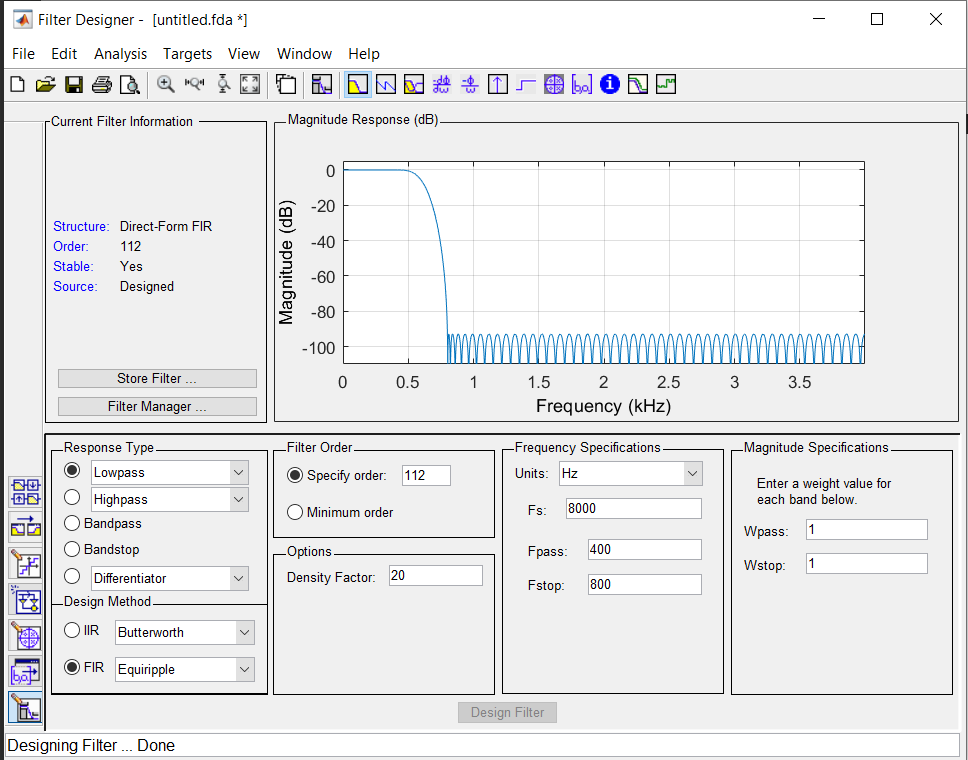 Filter Designer - [untitled.fda *]
File Edit Analysis Targets View Window Help
Current Filter Information
Structure: Direct-Form FIR
Order: 112
Stable: Yes
Source: Designed
Store Filter ...
Filter Manager ...
Magnitude Response (dB)
0
-20
-40
-60
-80
-100
Magnitude (dB)
0 0.5 1 1.5 2 2.5 3 3.5
Frequency (kHz)
Response Type
Lowpass
Highpass
Bandpass
Bandstop
Differentiator
Design Method
IIR Butterworth
FIR Equiripple
Filter Order
Specify order: 112
Minimum order
Options
Density Factor: 20
Frequency Specifications
Units: Hz
Fs: 8000
Fpass: 400
Fstop: 800
Magnitude Specifications
Enter a weight value for
each band below.
Wpass: 1
Wstop: 1
Design Filter
Designing Filter ... Done